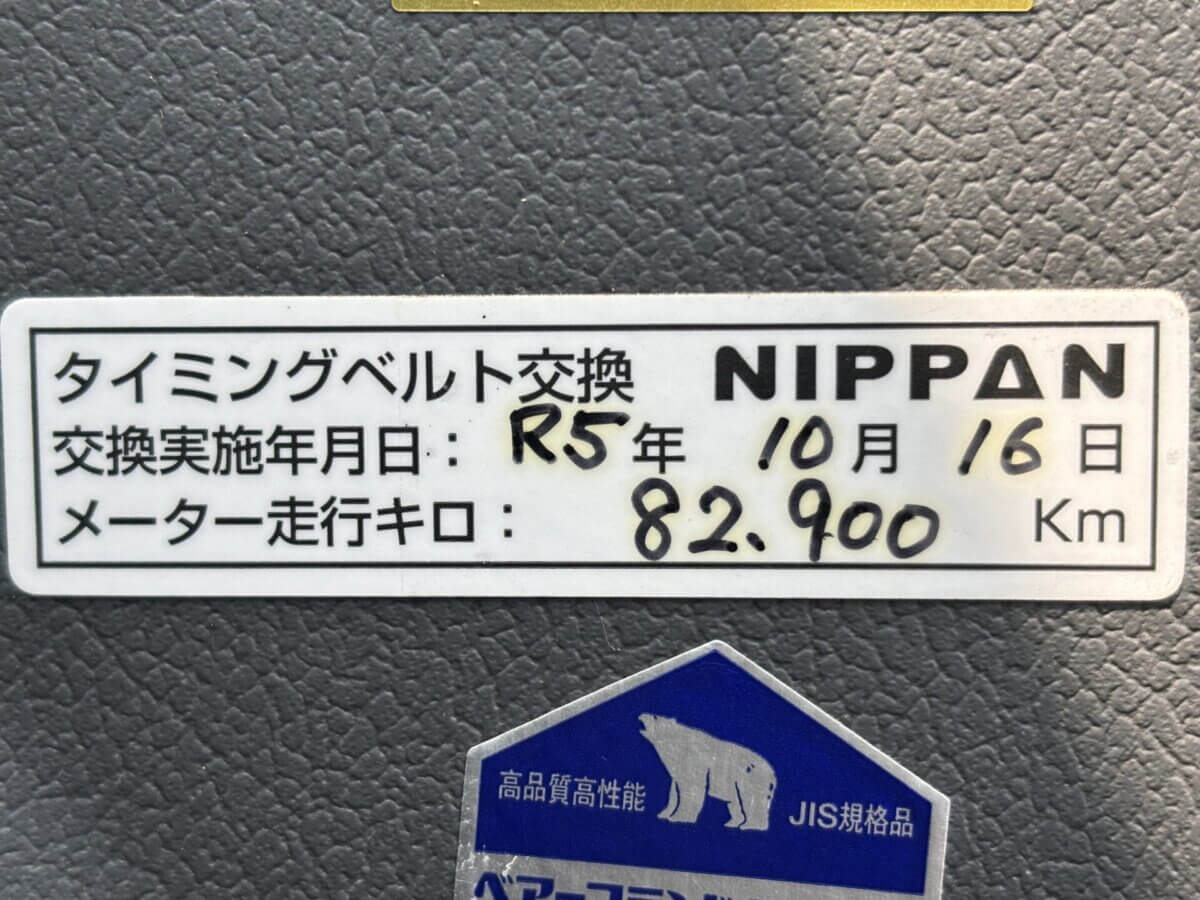 タイミングベルト交換 NIPPAN
交換実施年月日：R5年 10月 16日
メーター走行キロ： 82.900 Km
高品質高性能
JIS規格品